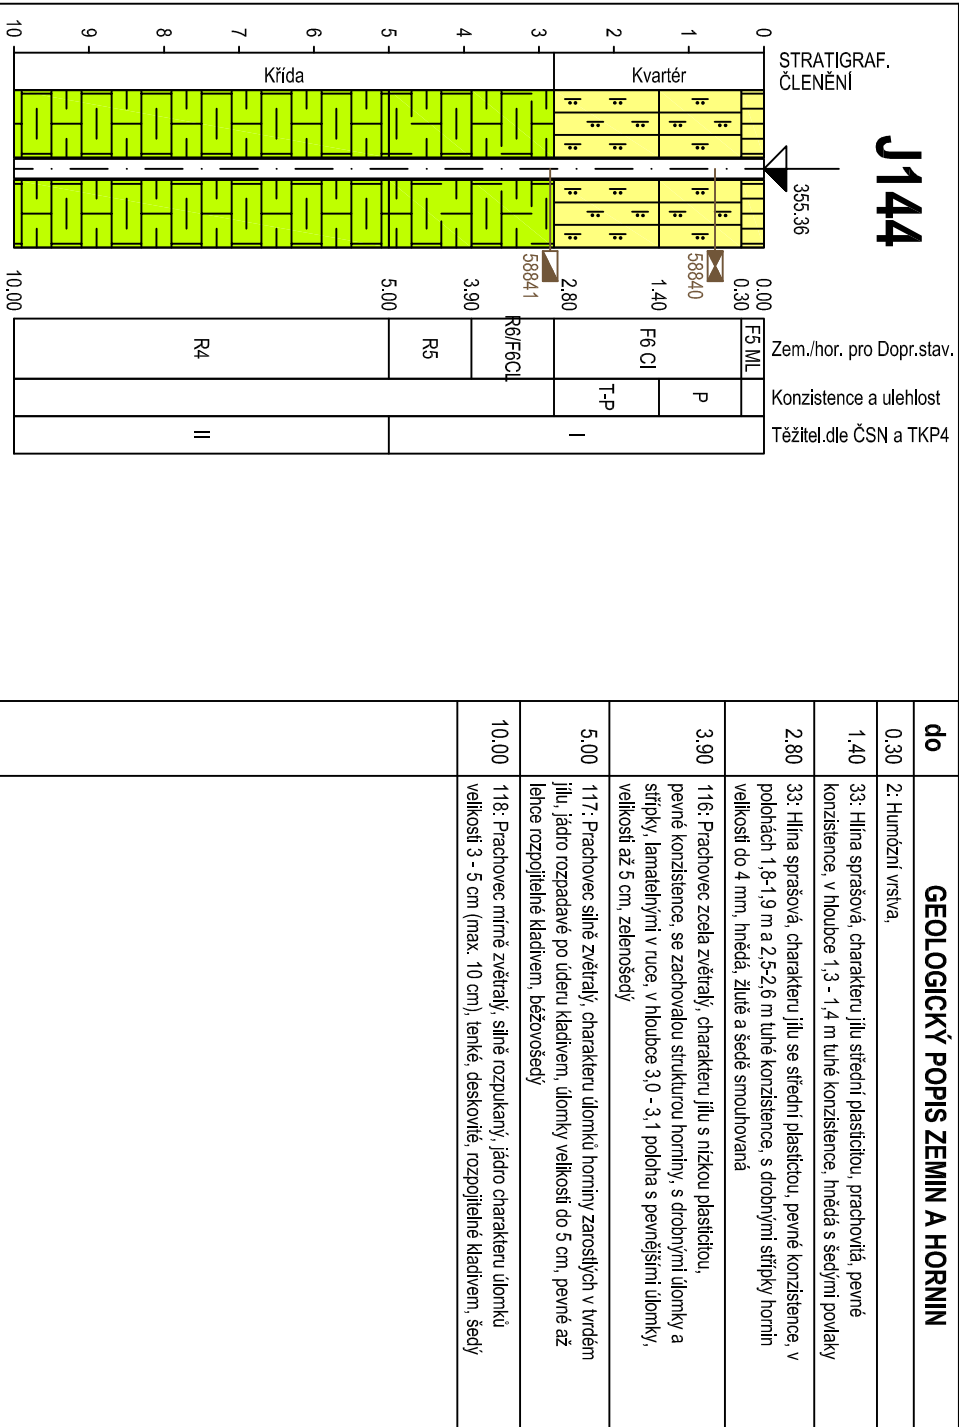 J144
355.36
STRATIGRAF.
ČLENĚNÍ
0
1
2
3
4
5
6
7
8
9
10
Kvartér
Křída
58840
58841
0.00
0.30
1.40
2.80
3.90
5.00
10.00
Zem./hor. pro Dopr.stav.
F5 ML
F6 CI
R6/F6CL
R5
R4
Konzistence a ulehlost
P
T-P
Těžitel.dle ČSN a TKP4
I
II
do
GEOLOGICKÝ POPIS ZEMIN A HORNIN
0.30
2: Humózní vrstva,
1.40
33: Hlína sprašová, charakteru jílu střední plasticitou, prachovitá, pevné
konzistence, v hloubce 1,3 - 1,4 m tuhé konzistence, hnědá s šedými povlaky
2.80
33: Hlína sprašová, charakteru jílu se střední plastictou, pevné konzistence, v
polohách 1,8-1,9 m a 2,5-2,6 m tuhé konzistence, s drobnými střípky hornin
velikosti do 4 mm, hnědá, žlutě a šedě smouhovaná
3.90
116: Prachovec zcela zvětralý, charakteru jílu s nízkou plasticitou,
pevné konzistence, se zachovalou strukturou horniny, s drobnými úlomky a
střípky, lamatelnými v ruce, v hloubce 3,0 - 3,1 poloha s pevnějšími úlomky,
velikosti až 5 cm, zelenošedý
5.00
117: Prachovec silně zvětralý, charakteru úlomků horniny zarostlých v tvrdém
jílu, jádro rozpadavé po úderu kladivem, úlomky velikosti do 5 cm, pevné až
lehce rozpojitelné kladivem, béžovošedý
10.00
118: Prachovec mírně zvětralý, silně rozpukaný, jádro charakteru úlomků
velikosti 3 - 5 cm (max. 10 cm), tenké, deskovité, rozpojitelné kladivem, šedý